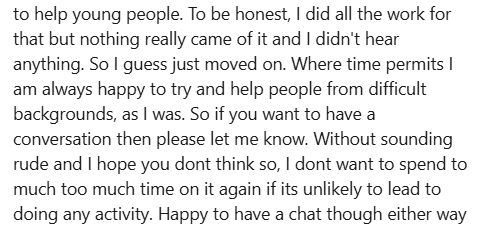 to help young people. To be honest, I did all the work for
that but nothing really came of it and I didn't hear
anything. So I guess just moved on. Where time permits I
am always happy to try and help people from difficult
backgrounds, as I was. So if you want to have a
conversation then please let me know. Without sounding
rude and I hope you dont think so, I dont want to spend to
much too much time on it again if its unlikely to lead to
doing any activity. Happy to have a chat though either way